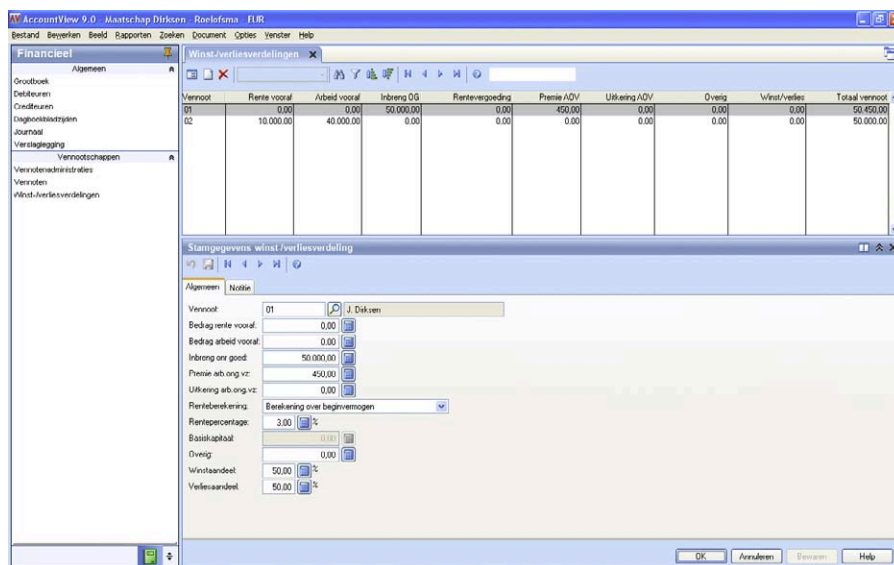 AccountView 9.0 - Maatschap Dirksen - Roelofsma - EUR
Bestand Bewerken Beeld Rapporten Zoeken Document Opties Venster Help
Financieel
Algemeen
Grootboek
Debiteuren
Crediteuren
Dagboekbladzijden
Journaal
Verslaglegging
Vennootschappen
Vennotenadministraties
Vennoten
Winst-/verliesverdelingen
Winst-/verliesverdelingen
Vennoot Rente vooraf Arbeid vooraf Inbreng OG Rentevergoeding Premie AOV Uitkering AOV Overig Winst/verlies Totaal vennoot
01 0,00 0,00 50.000,00 0,00 450,00 0,00 0,00 0,00 50.450,00
02 10.000,00 40.000,00 0,00 0,00 0,00 0,00 0,00 0,00 50.000,00
Stamgegevens winst-/verliesverdeling
Algemeen Notitie
Vennoot: 01 J. Dirksen
Bedrag rente vooraf: 0,00
Bedrag arbeid vooraf: 0,00
Inbreng onr goed: 50.000,00
Premie arb.ong.vz: 450,00
Uitkering arb.ong.vz: 0,00
Renteberekening: Berekening over beginvermogen
Rentepercentage: 3,00 %
Basiskapitaal: 0,00
Overig: 0,00
Winstaandeel: 50,00 %
Verliesaandeel: 50,00 %
OK Annuleren Bewaren Help